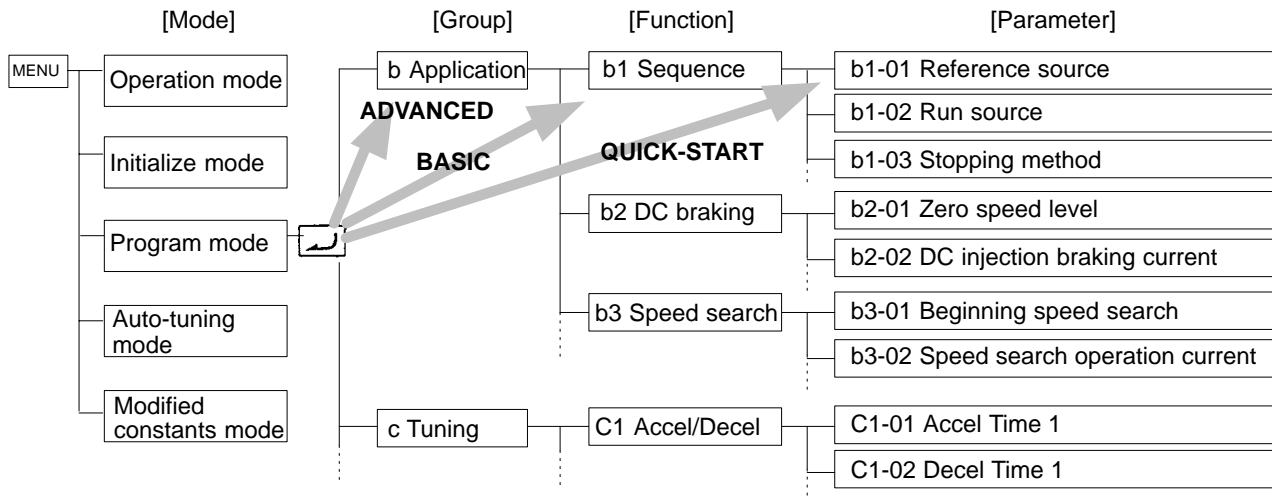 [Mode] [Group] [Function] [Parameter]
MENU
Operation mode
b Application
b1 Sequence
b1-01 Reference source
ADVANCED
b1-02 Run source
Initialize mode
BASIC
QUICK-START
b1-03 Stopping method
Program mode
b2 DC braking
b2-01 Zero speed level
b2-02 DC injection braking current
Auto-tuning
mode
b3 Speed search
b3-01 Beginning speed search
b3-02 Speed search operation current
Modified
constants mode
c Tuning
C1 Accel/Decel
C1-01 Accel Time 1
C1-02 Decel Time 1